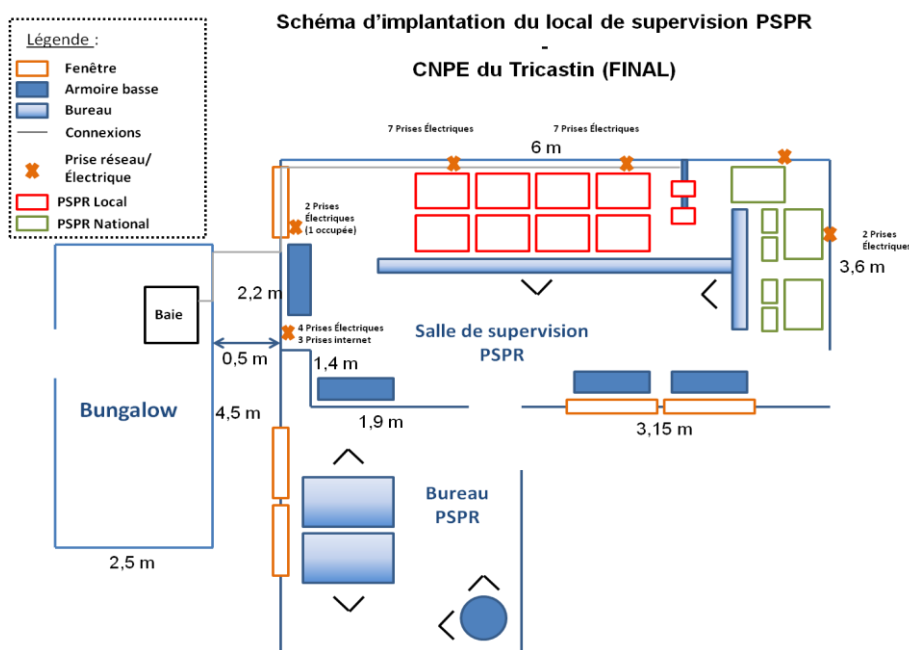 Schéma d'implantation du local de supervision PSPR
-
CNPE du Tricastin (FINAL)
Légende :
Fenêtre
Armoire basse
Bureau
Connexions
Prise réseau/
Électrique
PSPR Local
PSPR National
7 Prises Électriques
7 Prises Électriques
6 m
2 Prises
Électriques
(1 occupée)
2 Prises
Électriques
3,6 m
2,2 m
Baie
4 Prises Électriques
3 Prises internet
Salle de supervision
PSPR
0,5 m
1,4 m
Bungalow
4,5 m
1,9 m
3,15 m
Bureau
PSPR
2,5 m